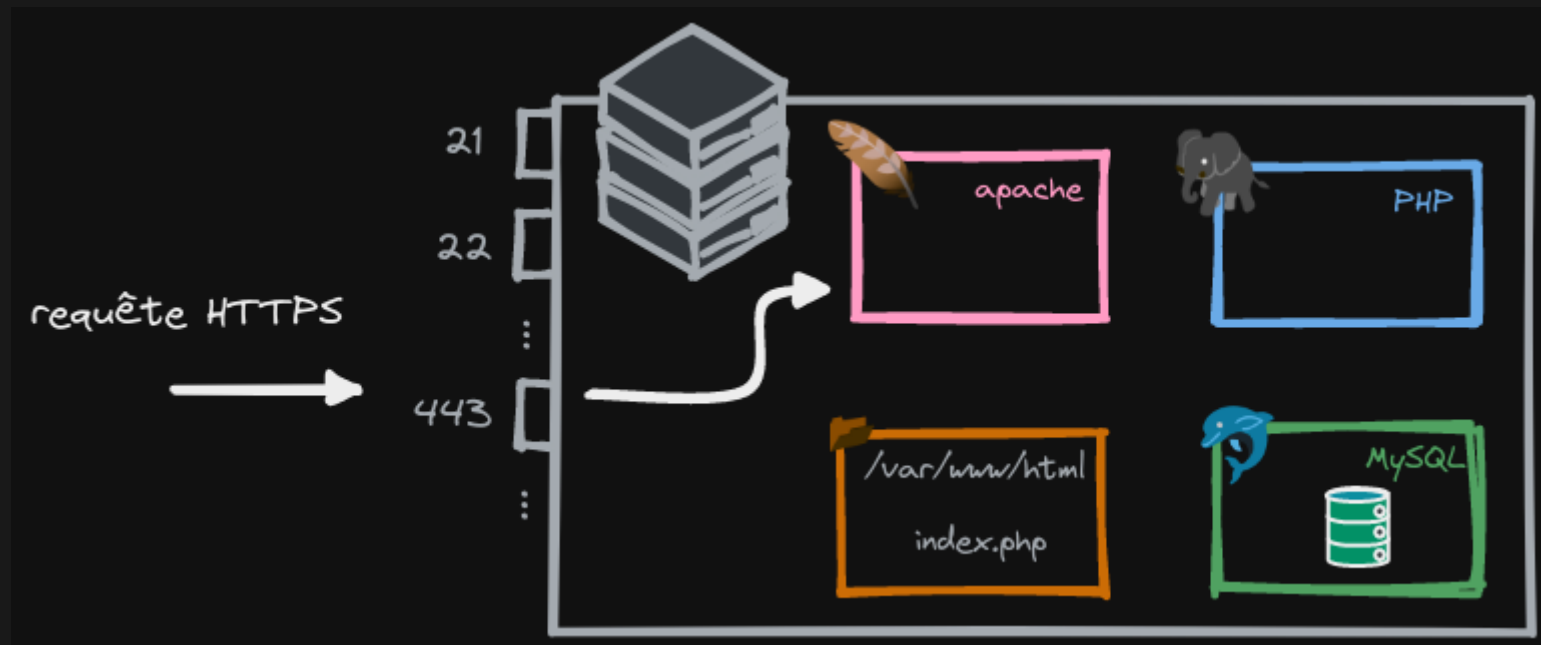 21
apache
PHP
22
requête HTTPS
...
443
/var/www/html
MySQL
...
index.php